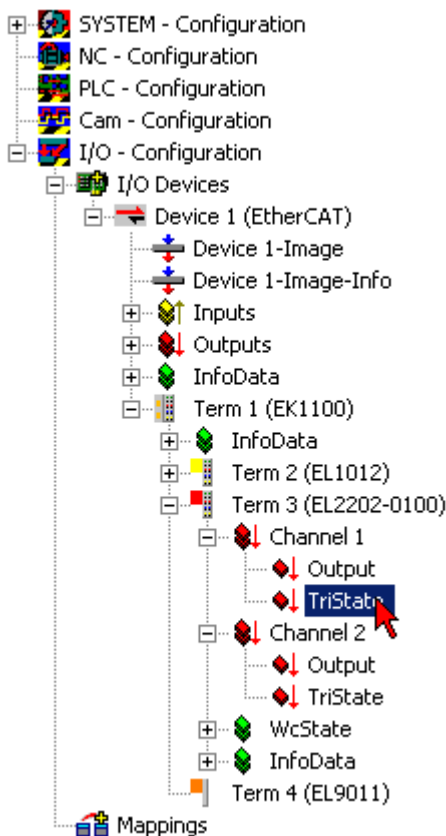 SYSTEM - Configuration
NC - Configuration
PLC - Configuration
Cam - Configuration
I/O - Configuration
I/O Devices
Device 1 (EtherCAT)
Device 1-Image
Device 1-Image-Info
Inputs
Outputs
InfoData
Term 1 (EK1100)
InfoData
Term 2 (EL1012)
Term 3 (EL2202-0100)
Channel 1
Output
TriState
Channel 2
Output
TriState
WcState
InfoData
Term 4 (EL9011)
Mappings